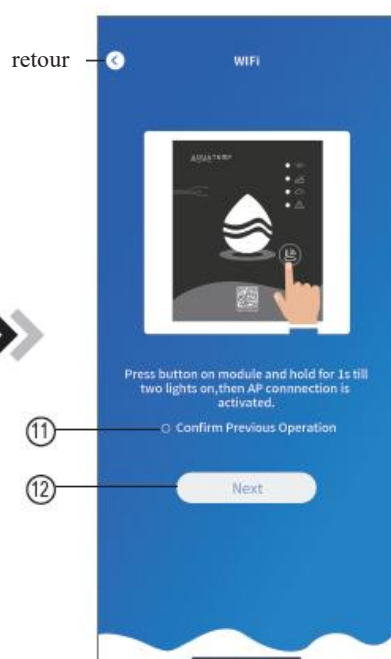 retour
WIFI
AQUATEMP
Press button on module and hold for 1s till
two lights on,then AP connnection is
activated.
⑪
Confirm Previous Operation
⑫
Next